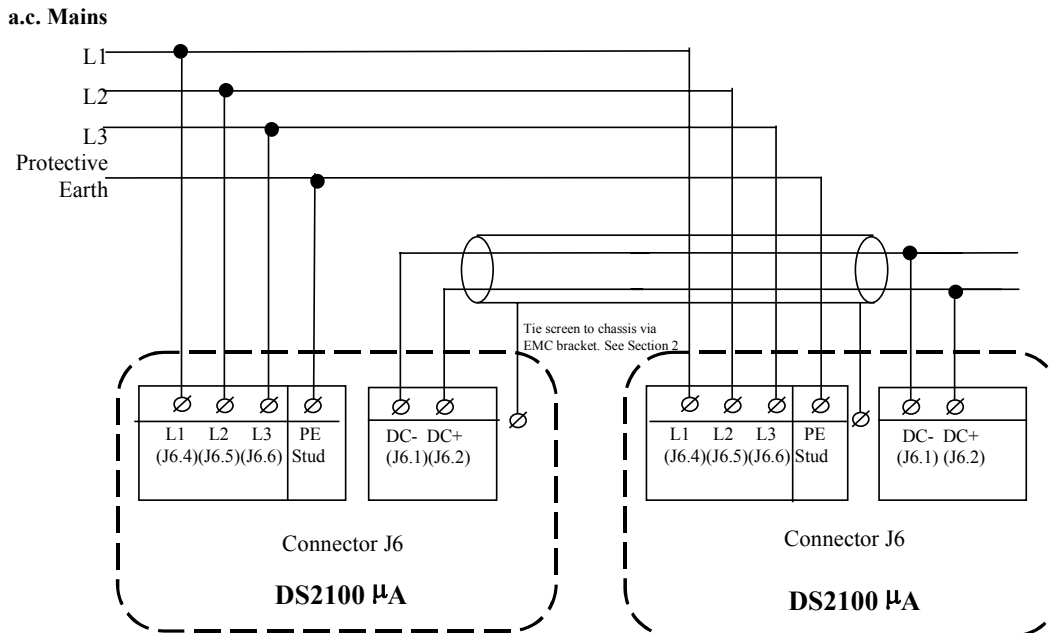 a.c. Mains
L1
L2
L3
Protective
Earth
Tie screen to chassis via
EMC bracket. See Section 2
L1 L2 L3 PE
(J6.4)(J6.5)(J6.6) Stud
DC- DC+
(J6.1)(J6.2)
Connector J6
DS2100 µA
L1 L2 L3 PE
(J6.4)(J6.5)(J6.6) Stud
DC- DC+
(J6.1) (J6.2)
Connector J6
DS2100 µA